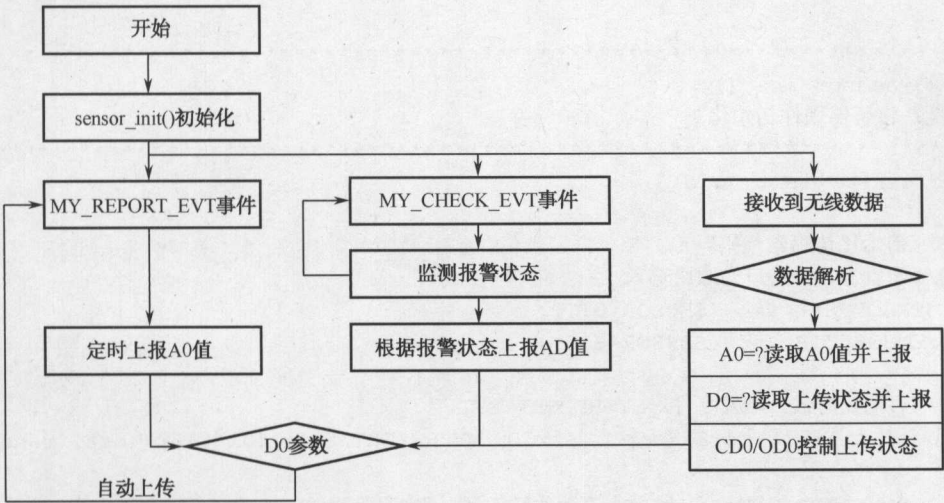 开始
sensor_init()初始化
MY_REPORT_EVT事件
MY_CHECK_EVT事件
接收到无线数据
监测报警状态
数据解析
定时上报A0值
根据报警状态上报AD值
A0=?读取A0值并上报
D0=?读取上传状态并上报
CD0/OD0控制上传状态
D0参数
自动上传